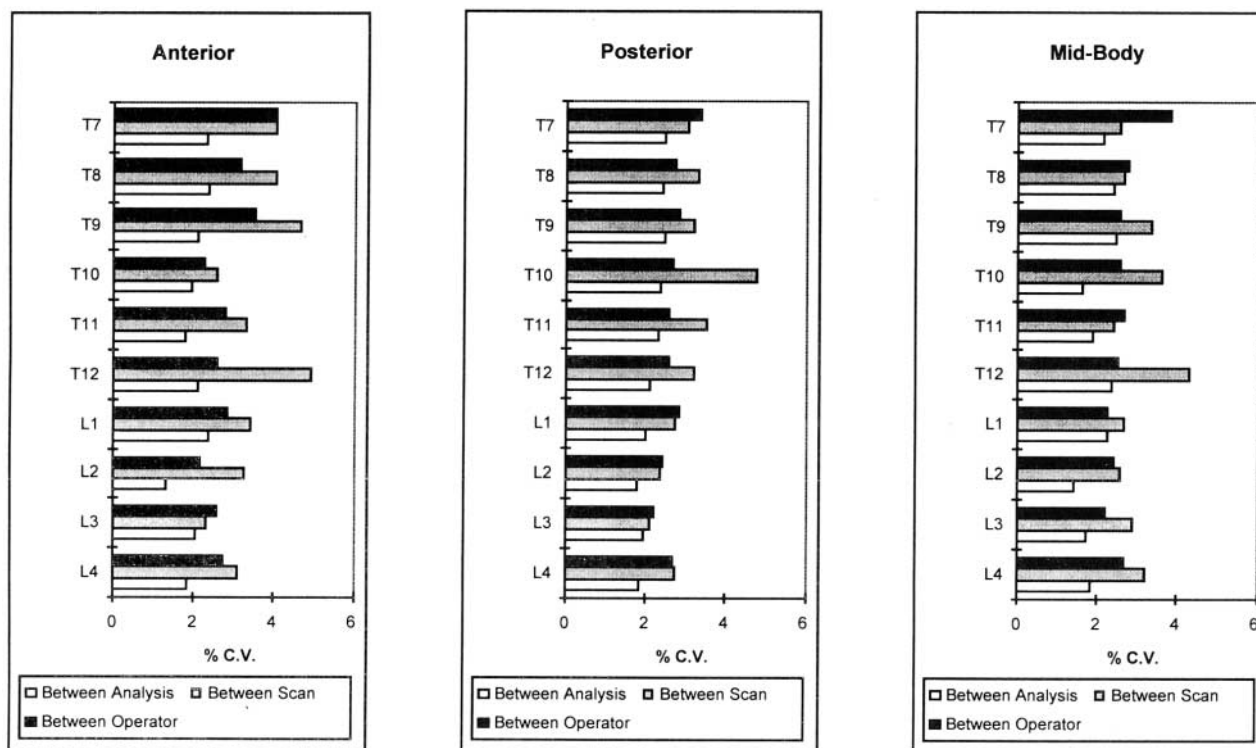 Anterior
T7
T8
T9
T10
T11
T12
L1
L2
L3
L4
0 2 4 6
% C.V.
Between Analysis Between Scan
Between Operator
Posterior
T7
T8
T9
T10
T11
T12
L1
L2
L3
L4
0 2 4 6
% C.V.
Between Analysis Between Scan
Between Operator
Mid-Body
T7
T8
T9
T10
T11
T12
L1
L2
L3
L4
0 2 4 6
% C.V.
Between Analysis Between Scan
Between Operator